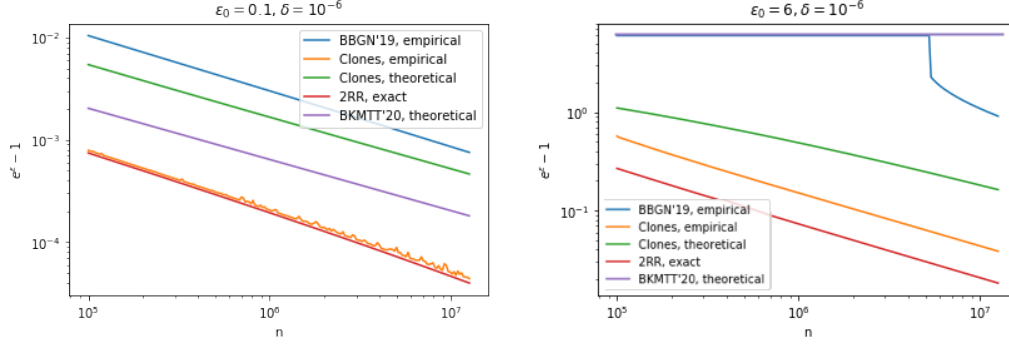 ε₀ = 0.1, δ = 10⁻⁶
10⁻²
10⁻³
10⁻⁴
e^ε − 1
BBGN'19, empirical
Clones, empirical
Clones, theoretical
2RR, exact
BKMTT'20, theoretical
10⁵
10⁶
10⁷
n
ε₀ = 6, δ = 10⁻⁶
10⁰
10⁻¹
e^ε − 1
BBGN'19, empirical
Clones, empirical
Clones, theoretical
2RR, exact
BKMTT'20, theoretical
10⁵
10⁶
10⁷
n